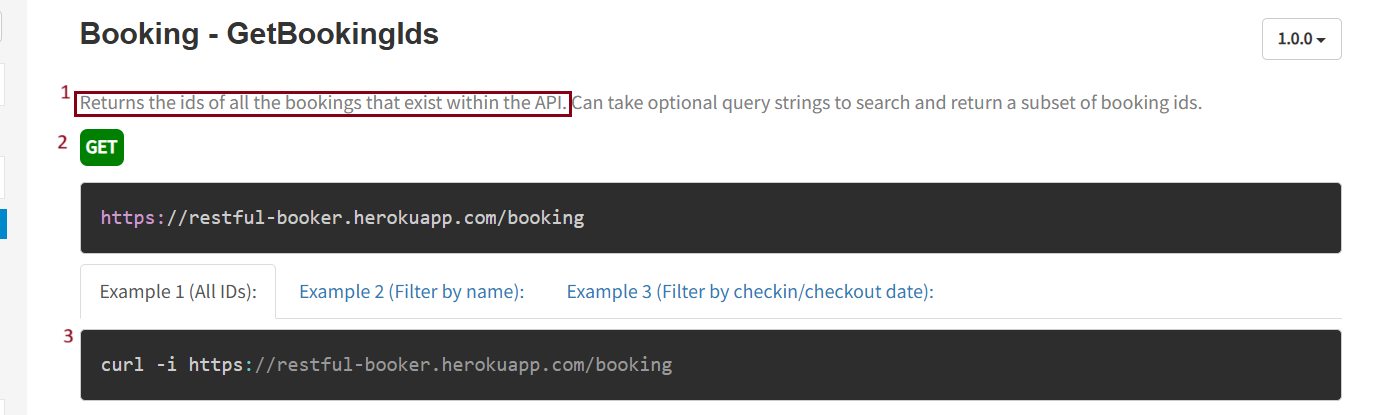 Booking - GetBookingIds
1.0.0
1
Returns the ids of all the bookings that exist within the API. Can take optional query strings to search and return a subset of booking ids.
2
GET
https://restful-booker.herokuapp.com/booking
Example 1 (All IDs): Example 2 (Filter by name): Example 3 (Filter by checkin/checkout date):
3
curl -i https://restful-booker.herokuapp.com/booking